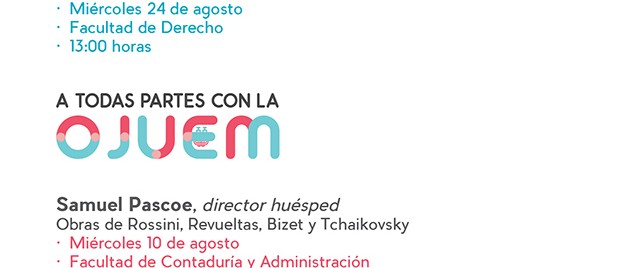 · Miércoles 24 de agosto
· Facultad de Derecho
· 13:00 horas
A TODAS PARTES CON LA
OJUEM
Samuel Pascoe, director huésped
Obras de Rossini, Revueltas, Bizet y Tchaikovsky
· Miércoles 10 de agosto
· Facultad de Contaduría y Administración